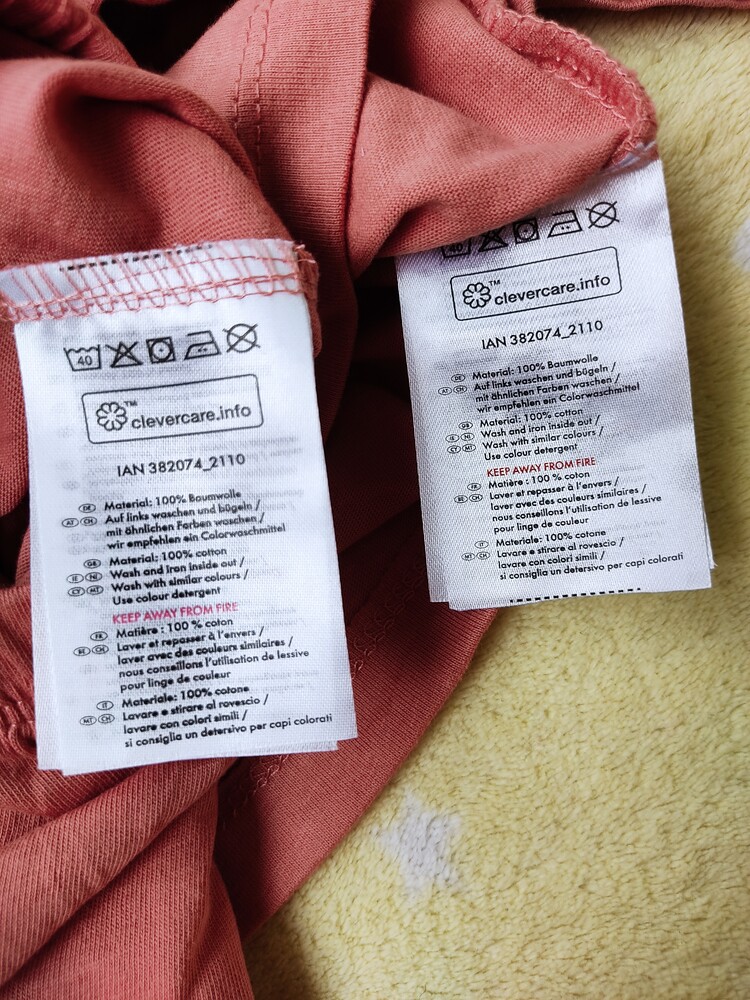 40
clevercare.info
TM
IAN 382074_2110
DE Material: 100% Baumwolle
AT CH Auf links waschen und bügeln /
mit ähnlichen Farben waschen /
wir empfehlen ein Colorwaschmittel
GB Material: 100% cotton
IE NI Wash and iron inside out /
CY MT Wash with similar colours /
Use colour detergent
KEEP AWAY FROM FIRE
FR Matière : 100 % coton
BE CH Laver et repasser à l'envers /
laver avec des couleurs similaires /
nous conseillons l'utilisation de lessive
pour linge de couleur
IT Materiale: 100% cotone
MT CH Lavare e stirare al rovescio /
lavare con colori simili /
si consiglia un detersivo per capi colorati
40
clevercare.info
TM
IAN 382074_2110
DE Material: 100% Baumwolle
AT CH Auf links waschen und bügeln /
mit ähnlichen Farben waschen /
wir empfehlen ein Colorwaschmittel
GB Material: 100% cotton
IE NI Wash and iron inside out /
CY MT Wash with similar colours /
Use colour detergent
KEEP AWAY FROM FIRE
FR Matière : 100 % coton
BE CH Laver et repasser à l'envers /
laver avec des couleurs similaires /
nous conseillons l'utilisation de lessive
pour linge de couleur
IT Materiale: 100% cotone
MT CH Lavare e stirare al rovescio /
lavare con colori simili /
si consiglia un detersivo per capi colorati